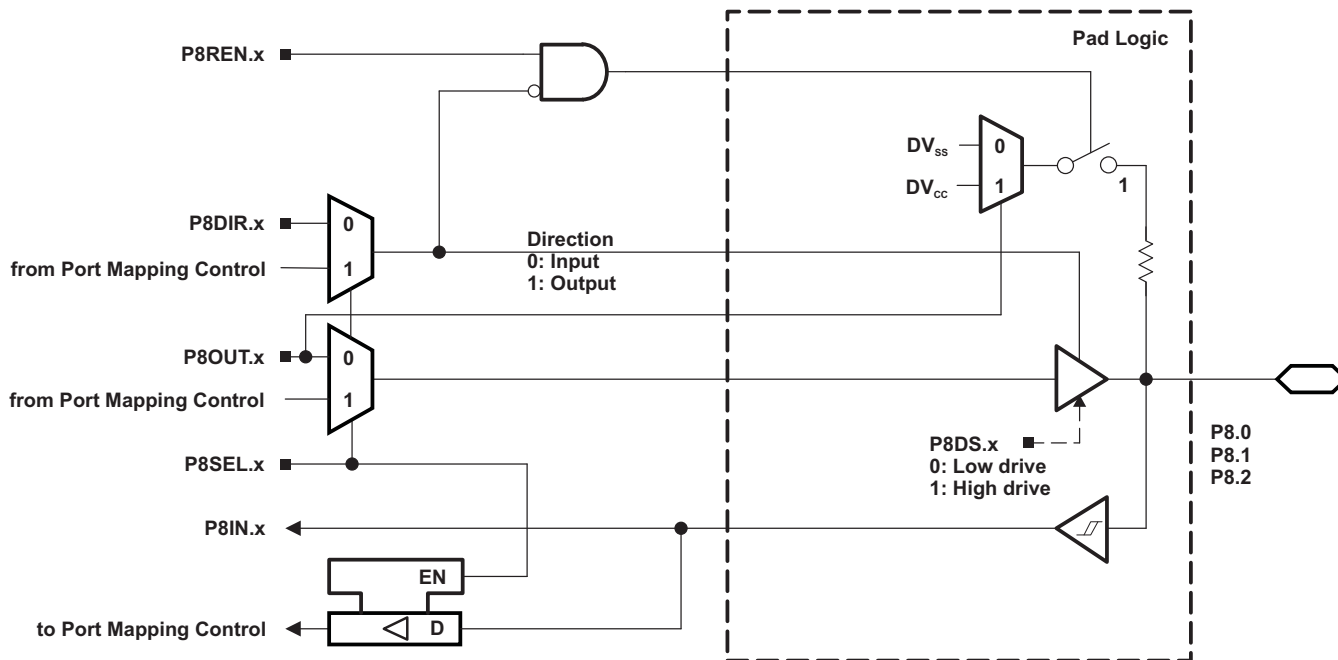 Pad Logic
P8REN.x
DVSS
0
DVCC
1
1
P8DIR.x
0
from Port Mapping Control
1
Direction
0: Input
1: Output
P8OUT.x
0
from Port Mapping Control
1
P8SEL.x
P8DS.x
0: Low drive
1: High drive
P8.0
P8.1
P8.2
P8IN.x
EN
to Port Mapping Control
D